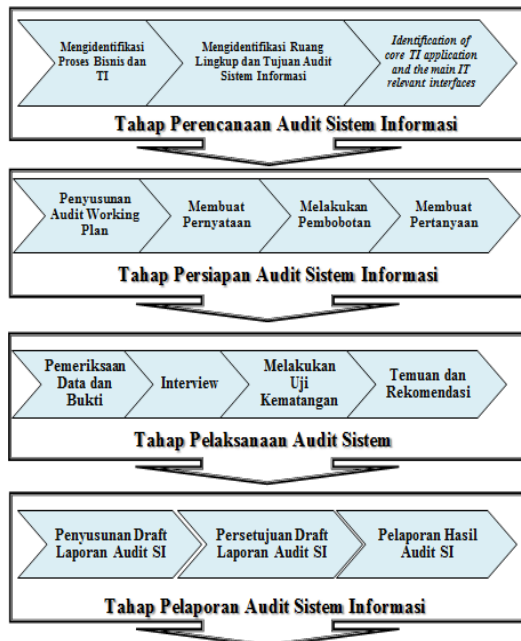 Mengidentifikasi
Proses Bisnis dan
TI
Mengidentifikasi Ruang
Lingkup dan Tujuan Audit
Sistem Informasi
Identification of
core TI application
and the main IT
relevant interfaces
Tahap Perencanaan Audit Sistem Informasi
Penyusunan
Audit Working
Plan
Membuat
Pernyataan
Melakukan
Pembobotan
Membuat
Pertanyaan
Tahap Persiapan Audit Sistem Informasi
Pemeriksaan
Data dan
Bukti
Interview
Melakukan
Uji
Kematangan
Temuan dan
Rekomendasi
Tahap Pelaksanaan Audit Sistem
Penyusunan Draft
Laporan Audit SI
Persetujuan Draft
Laporan Audit SI
Pelaporan Hasil
Audit SI
Tahap Pelaporan Audit Sistem Informasi